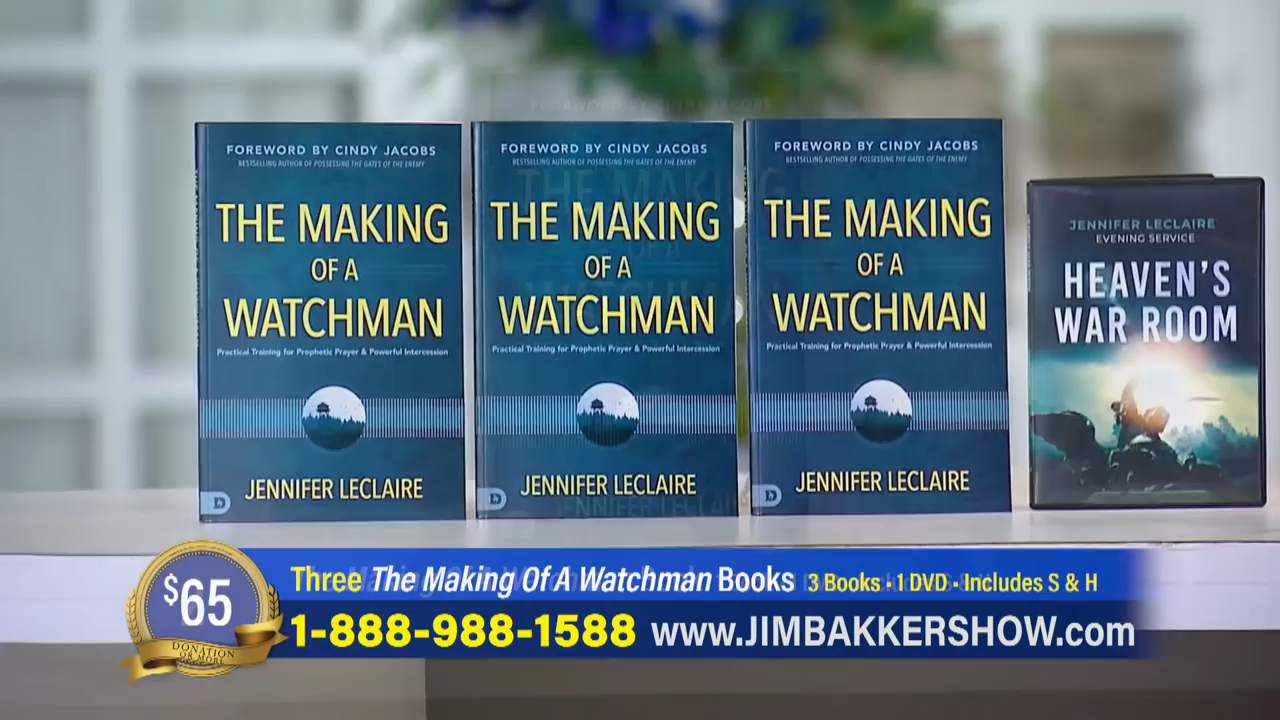 FOREWORD BY CINDY JACOBS
BESTSELLING AUTHOR OF POSSESSING THE GATES OF THE ENEMY
THE MAKING
OF A
WATCHMAN
Practical Training for Prophetic Prayer & Powerful Intercession
JENNIFER LECLAIRE
D
FOREWORD BY CINDY JACOBS
BESTSELLING AUTHOR OF POSSESSING THE GATES OF THE ENEMY
THE MAKING
OF A
WATCHMAN
Practical Training for Prophetic Prayer & Powerful Intercession
JENNIFER LECLAIRE
D
FOREWORD BY CINDY JACOBS
BESTSELLING AUTHOR OF POSSESSING THE GATES OF THE ENEMY
THE MAKING
OF A
WATCHMAN
Practical Training for Prophetic Prayer & Powerful Intercession
JENNIFER LECLAIRE
D
JENNIFER LECLAIRE
EVENING SERVICE
HEAVEN'S
WAR ROOM
$65
DONATION
OR MORE
Three The Making Of A Watchman Books 3 Books • 1 DVD • Includes S & H
1-888-988-1588 www.JIMBAKKERSHOW.com